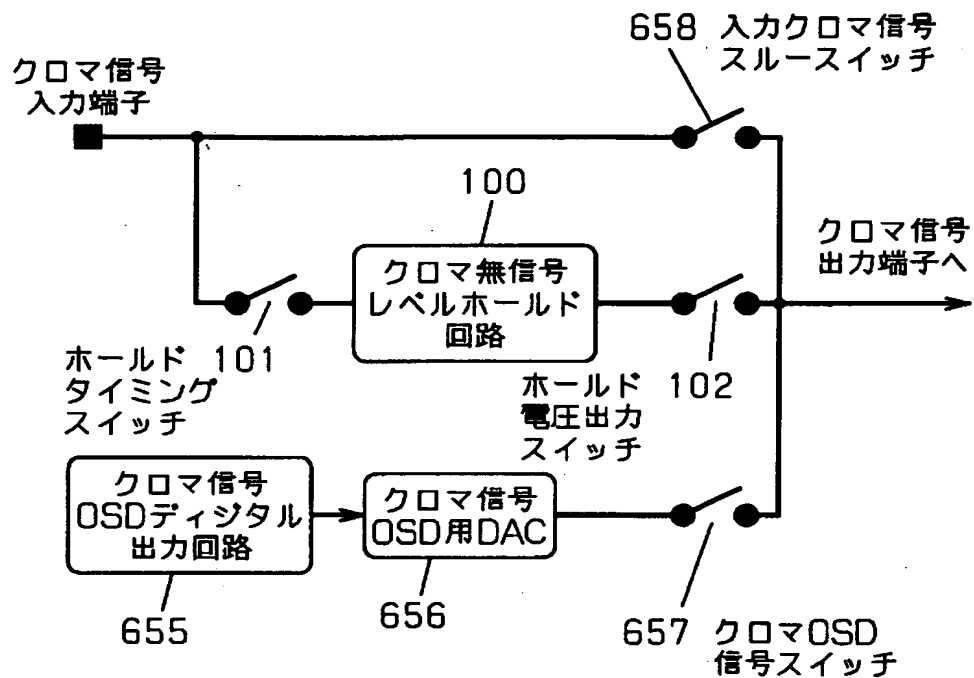 658 入力クロマ信号
スルースイッチ
クロマ信号
入力端子
100
クロマ信号
出力端子へ
クロマ無信号
レベルホールド
回路
ホールド 101
タイミング
スイッチ
ホールド 102
電圧出力
スイッチ
クロマ信号
OSDディジタル
出力回路
クロマ信号
OSD用DAC
655
656
657 クロマOSD
信号スイッチ